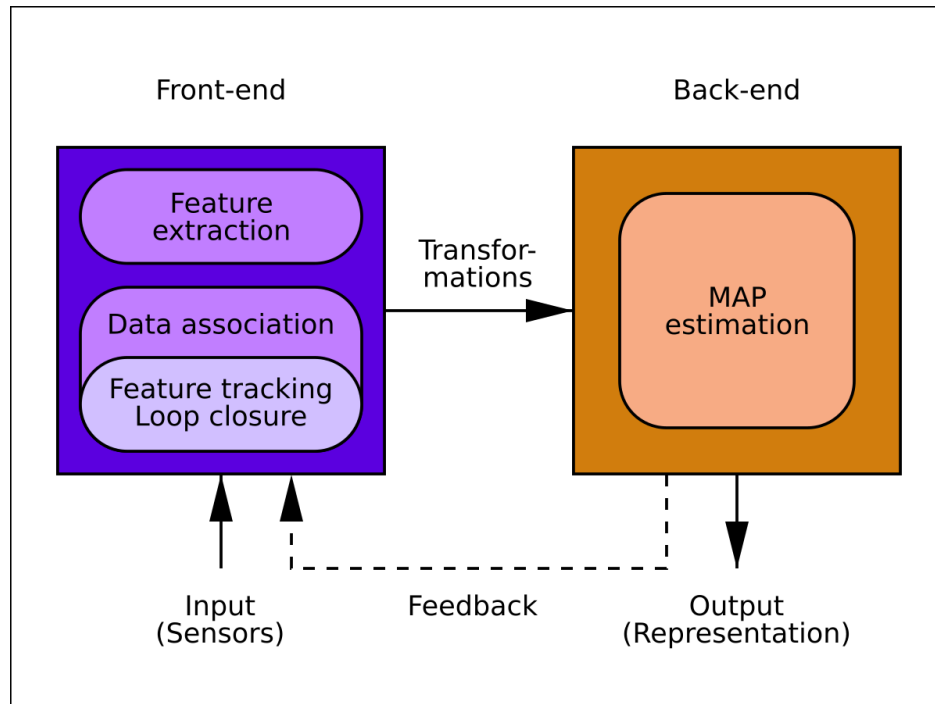 Front-end
Back-end
Feature
extraction
Data association
Feature tracking
Loop closure
Transfor-
mations
MAP
estimation
Input
(Sensors)
Feedback
Output
(Representation)